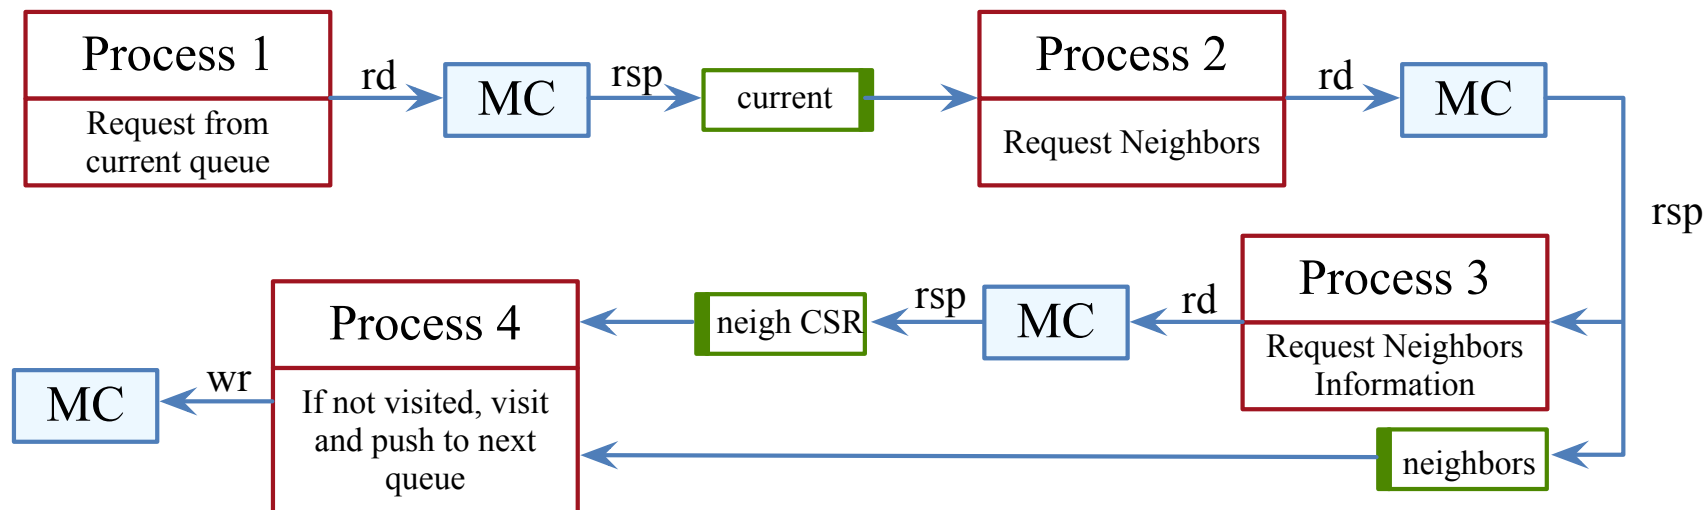 Process 1
Request from
current queue
rd
MC
rsp
current
Process 2
Request Neighbors
rd
MC
rsp
Process 3
Request Neighbors
Information
rd
MC
rsp
neigh CSR
neighbors
Process 4
If not visited, visit
and push to next
queue
wr
MC